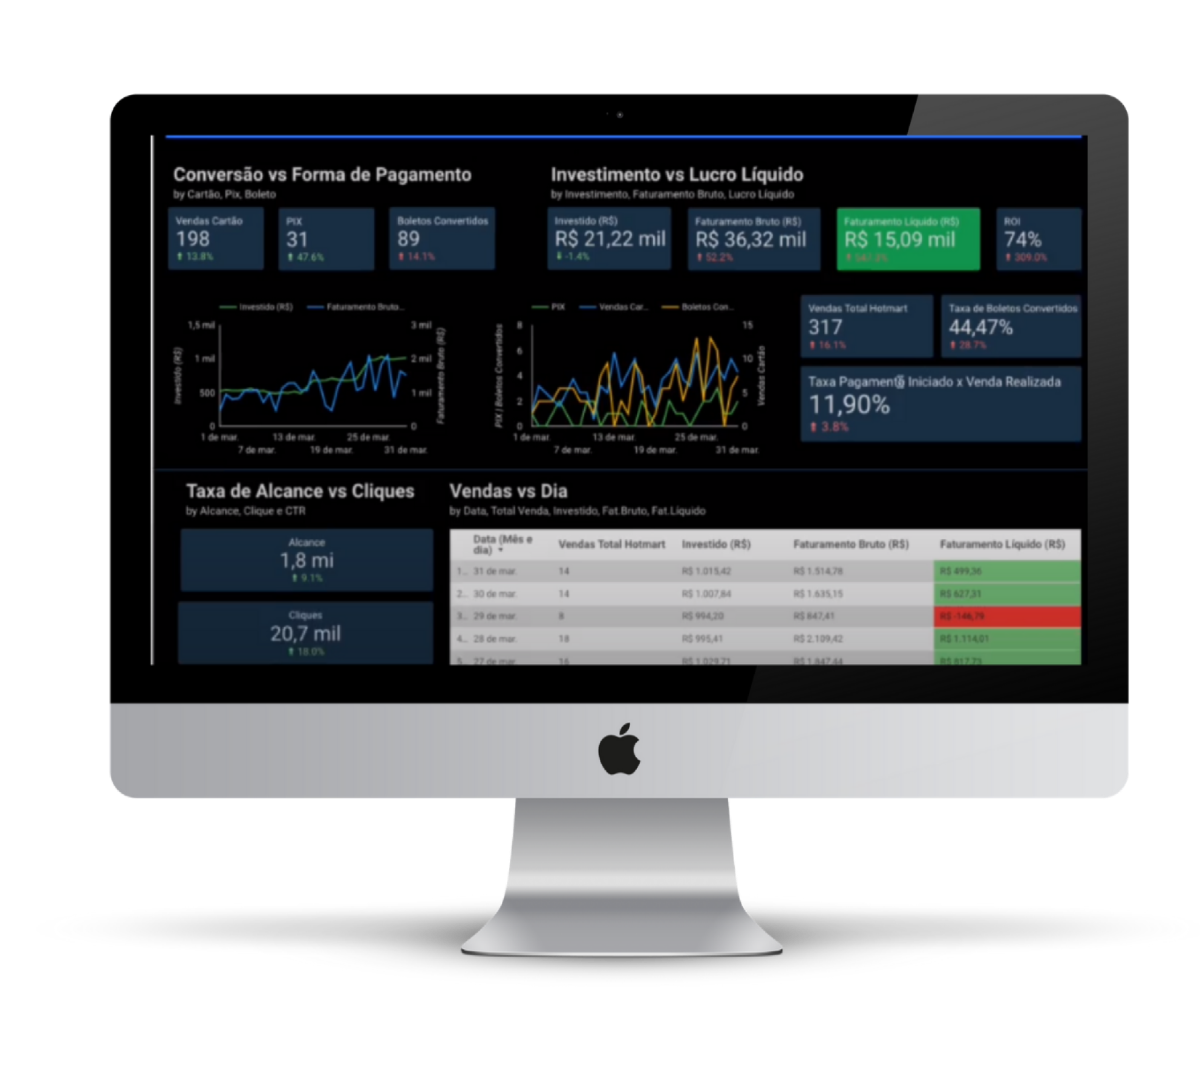 Conversão vs Forma de Pagamento
by Cartão, Pix, Boleto
Vendas Cartão
198
13.8%
PIX
31
47.6%
Boletos Convertidos
89
14.1%
Investimento vs Lucro Líquido
by Investimento, Faturamento Bruto, Lucro Líquido
Investido (R$)
R$ 21,22 mil
-1.4%
Faturamento Bruto (R$)
R$ 36,32 mil
52.2%
Faturamento Líquido (R$)
R$ 15,09 mil
ROI
74%
309.0%
Investido (R$)
Faturamento Bruto...
1,5 mil
1 mil
500
0
Investido (R$)
3 mil
2 mil
1 mil
0
Faturamento Bruto (R$)
1 de mar.
13 de mar.
25 de mar.
7 de mar.
19 de mar.
31 de mar.
PIX
Vendas Car...
Boletos Con...
8
6
4
2
0
PIX | Boletos Convertidos
15
10
5
0
Vendas Cartão
1 de mar.
13 de mar.
25 de mar.
7 de mar.
19 de mar.
31 de mar.
Vendas Total Hotmart
317
16.1%
Taxa de Boletos Convertidos
44,47%
28.7%
Taxa Pagamento Iniciado x Venda Realizada
11,90%
3.8%
Taxa de Alcance vs Cliques
by Alcance, Clique e CTR
Alcance
1,8 mi
9.1%
Cliques
20,7 mil
18.0%
Vendas vs Dia
by Data, Total Venda, Investido, Fat.Bruto, Fat.Líquido
Data (Mês e
dia)
Vendas Total Hotmart
Investido (R$)
Faturamento Bruto (R$)
Faturamento Líquido (R$)
1... 31 de mar. 14 R$ 1.015,42 R$ 1.514,78 R$ 499,36
2... 30 de mar. 14 R$ 1.007,84 R$ 1.635,15 R$ 627,31
3... 29 de mar. 8 R$ 994,20 R$ 847,41 R$ -146,79
4... 28 de mar. 18 R$ 995,41 R$ 2.109,42 R$ 1.114,01
5... 27 de mar. 16 R$ 1.029,71 R$ 1.847,44 R$ 817,73